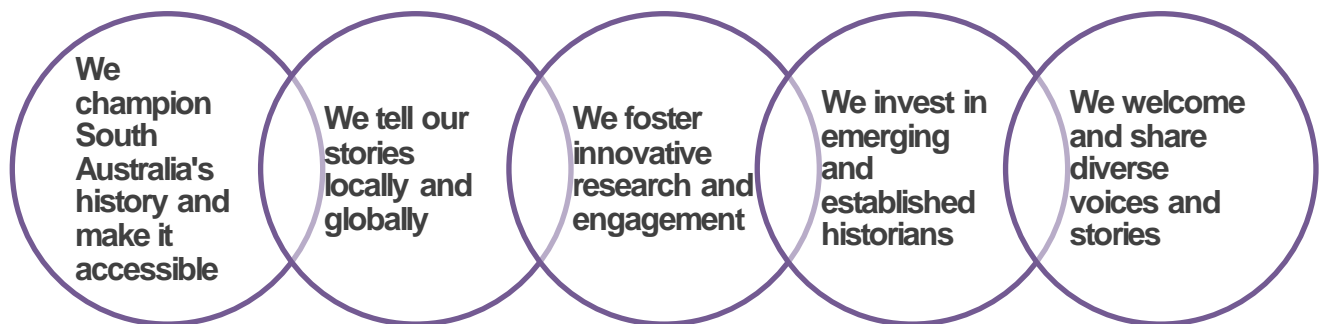 We
champion
South
Australia's
history and
make it
accessible
We tell our
stories
locally and
globally
We foster
innovative
research and
engagement
We invest in
emerging
and
established
historians
We welcome
and share
diverse
voices and
stories